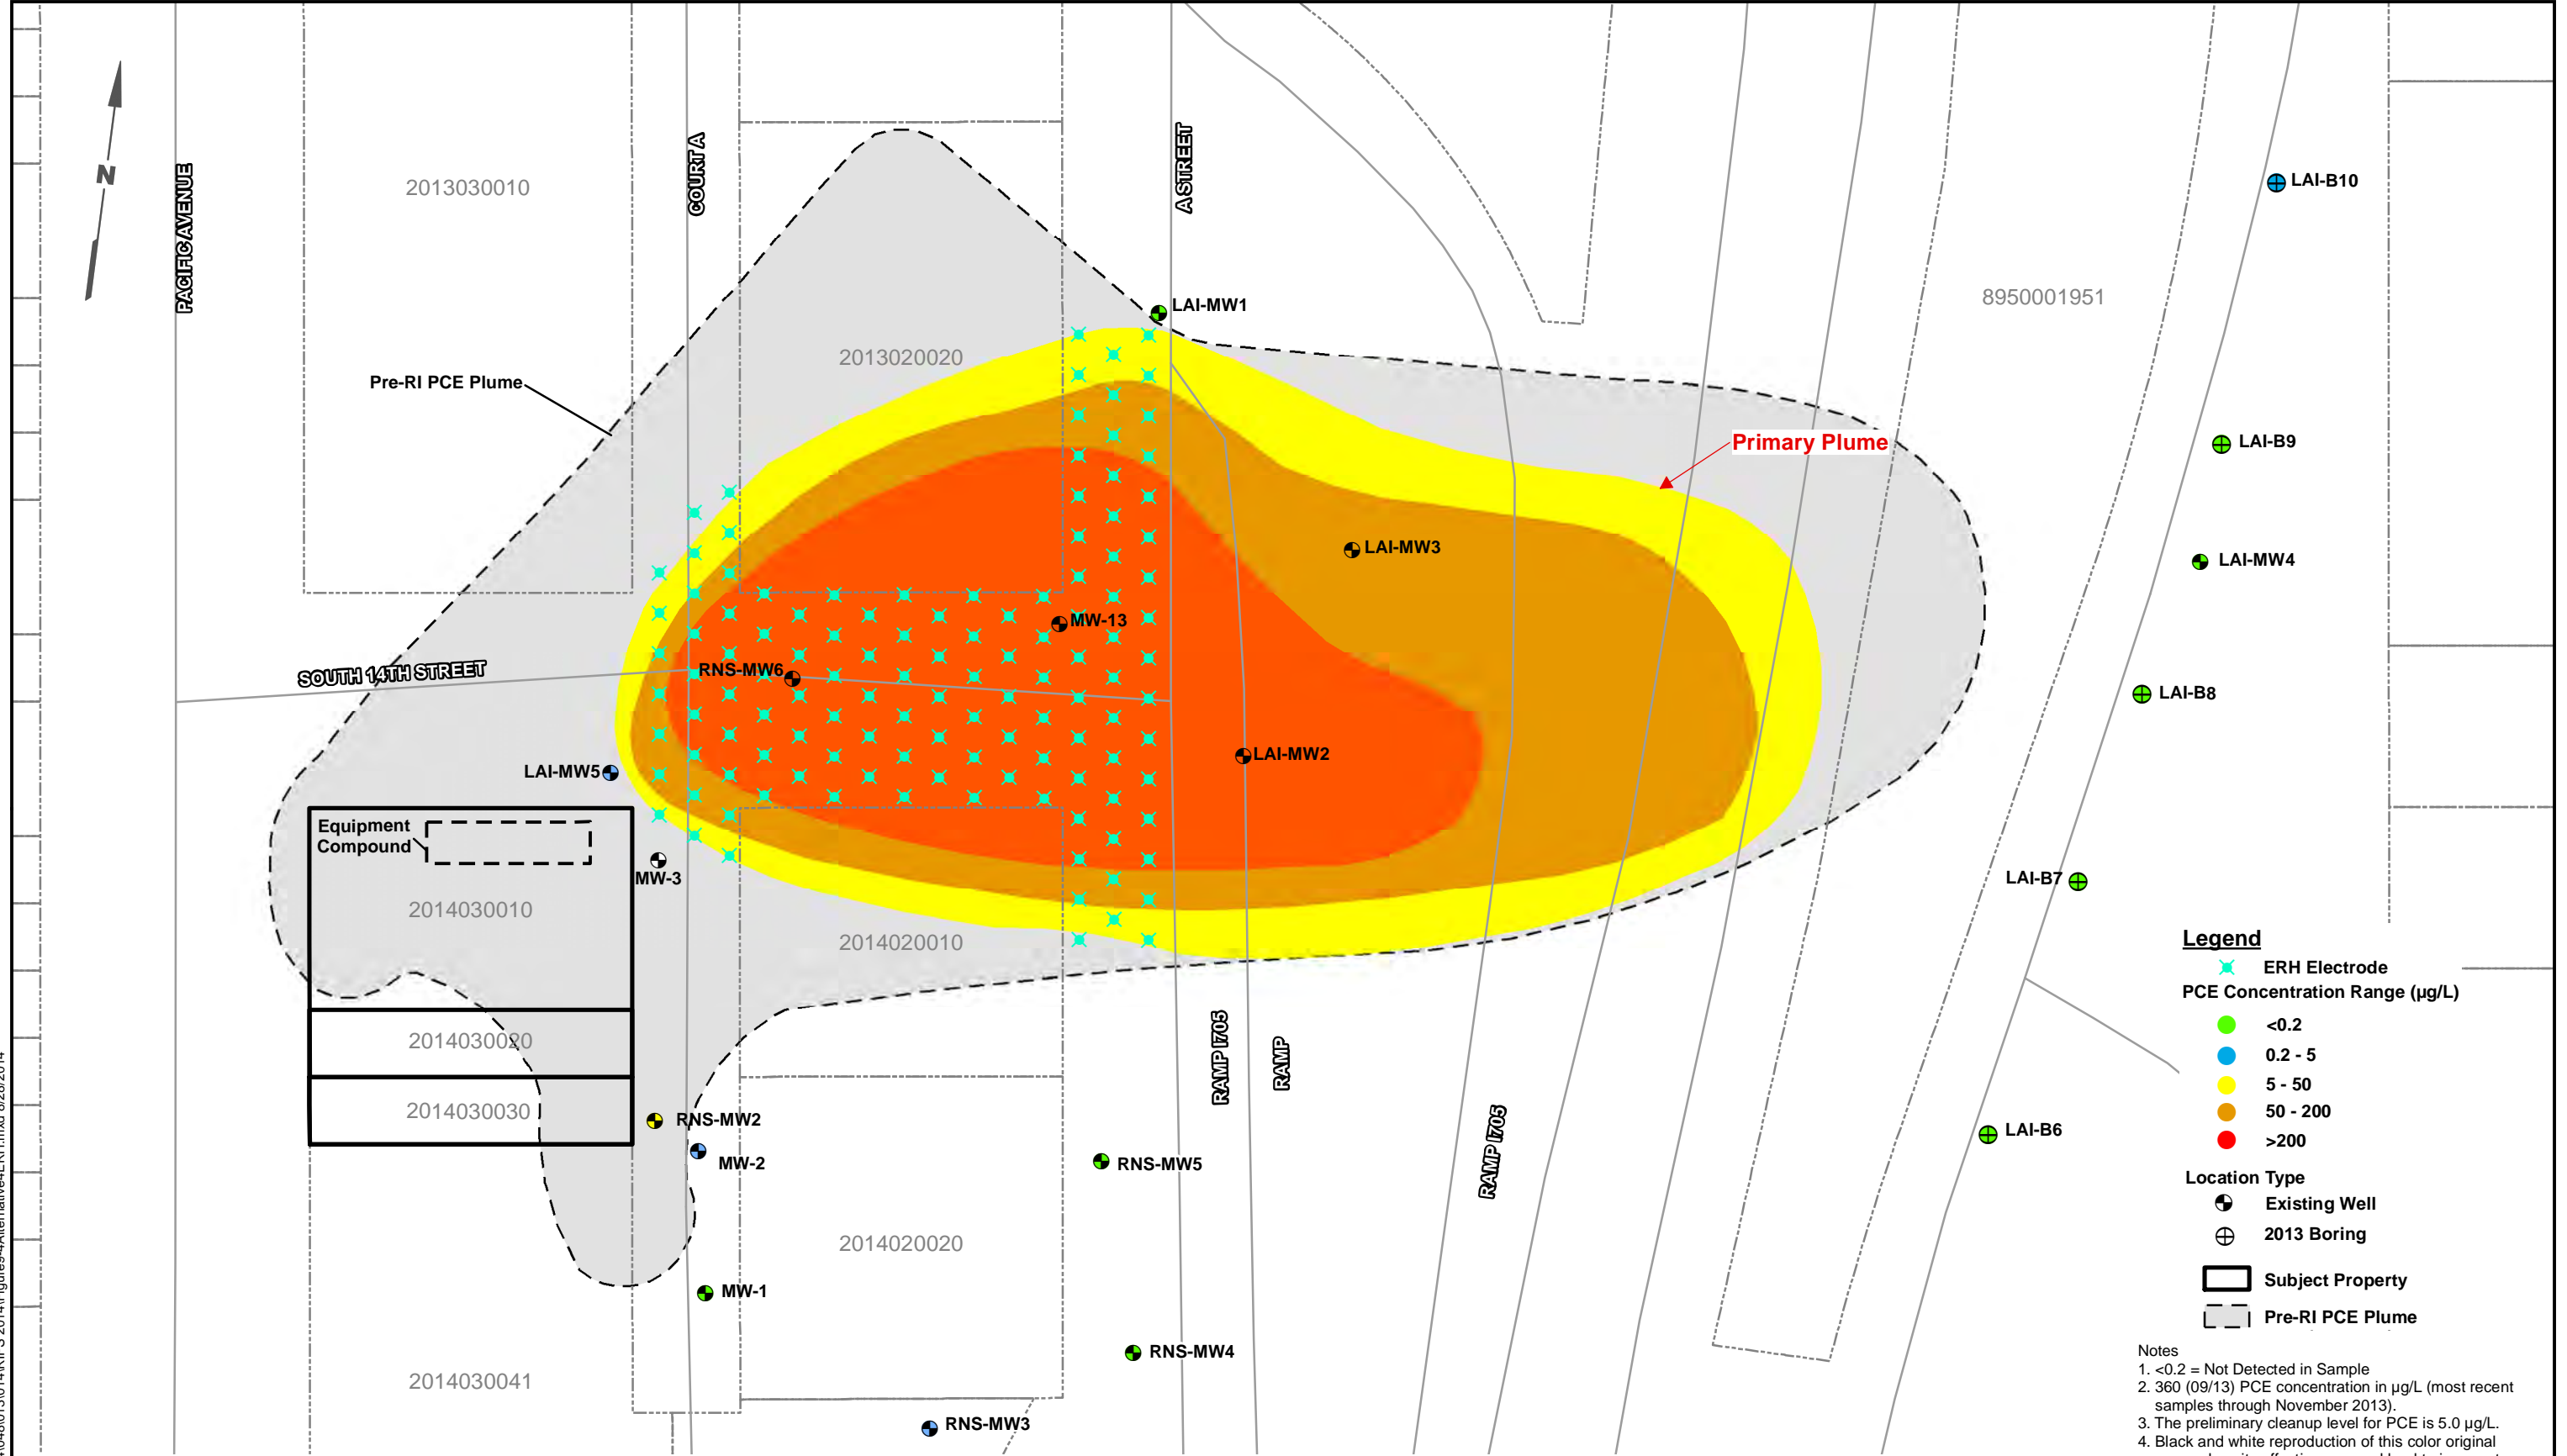 N
PACIFIC AVENUE
COURT A
A STREET
2013030010
LAI-B10
LAI-MW1
8950001951
2013020020
Pre-RI PCE Plume
Primary Plume
LAI-B9
LAI-MW3
LAI-MW4
MW-13
RNS-MW6
SOUTH 14TH STREET
LAI-B8
LAI-MW2
LAI-MW5
Equipment
Compound
MW-3
LAI-B7
2014030010
2014020010
2014030020
2014030030
RNS-MW2
MW-2
RAMP I705
RAMP
RAMP I705
RNS-MW5
LAI-B6
2014020020
MW-1
RNS-MW4
2014030041
RNS-MW3
Legend
ERH Electrode
PCE Concentration Range (µg/L)
<0.2
0.2 - 5
5 - 50
50 - 200
>200
Location Type
Existing Well
2013 Boring
Subject Property
Pre-RI PCE Plume
Notes
1. <0.2 = Not Detected in Sample
2. 360 (09/13) PCE concentration in µg/L (most recent
samples through November 2013).
3. The preliminary cleanup level for PCE is 5.0 µg/L.
4. Black and white reproduction of this color original